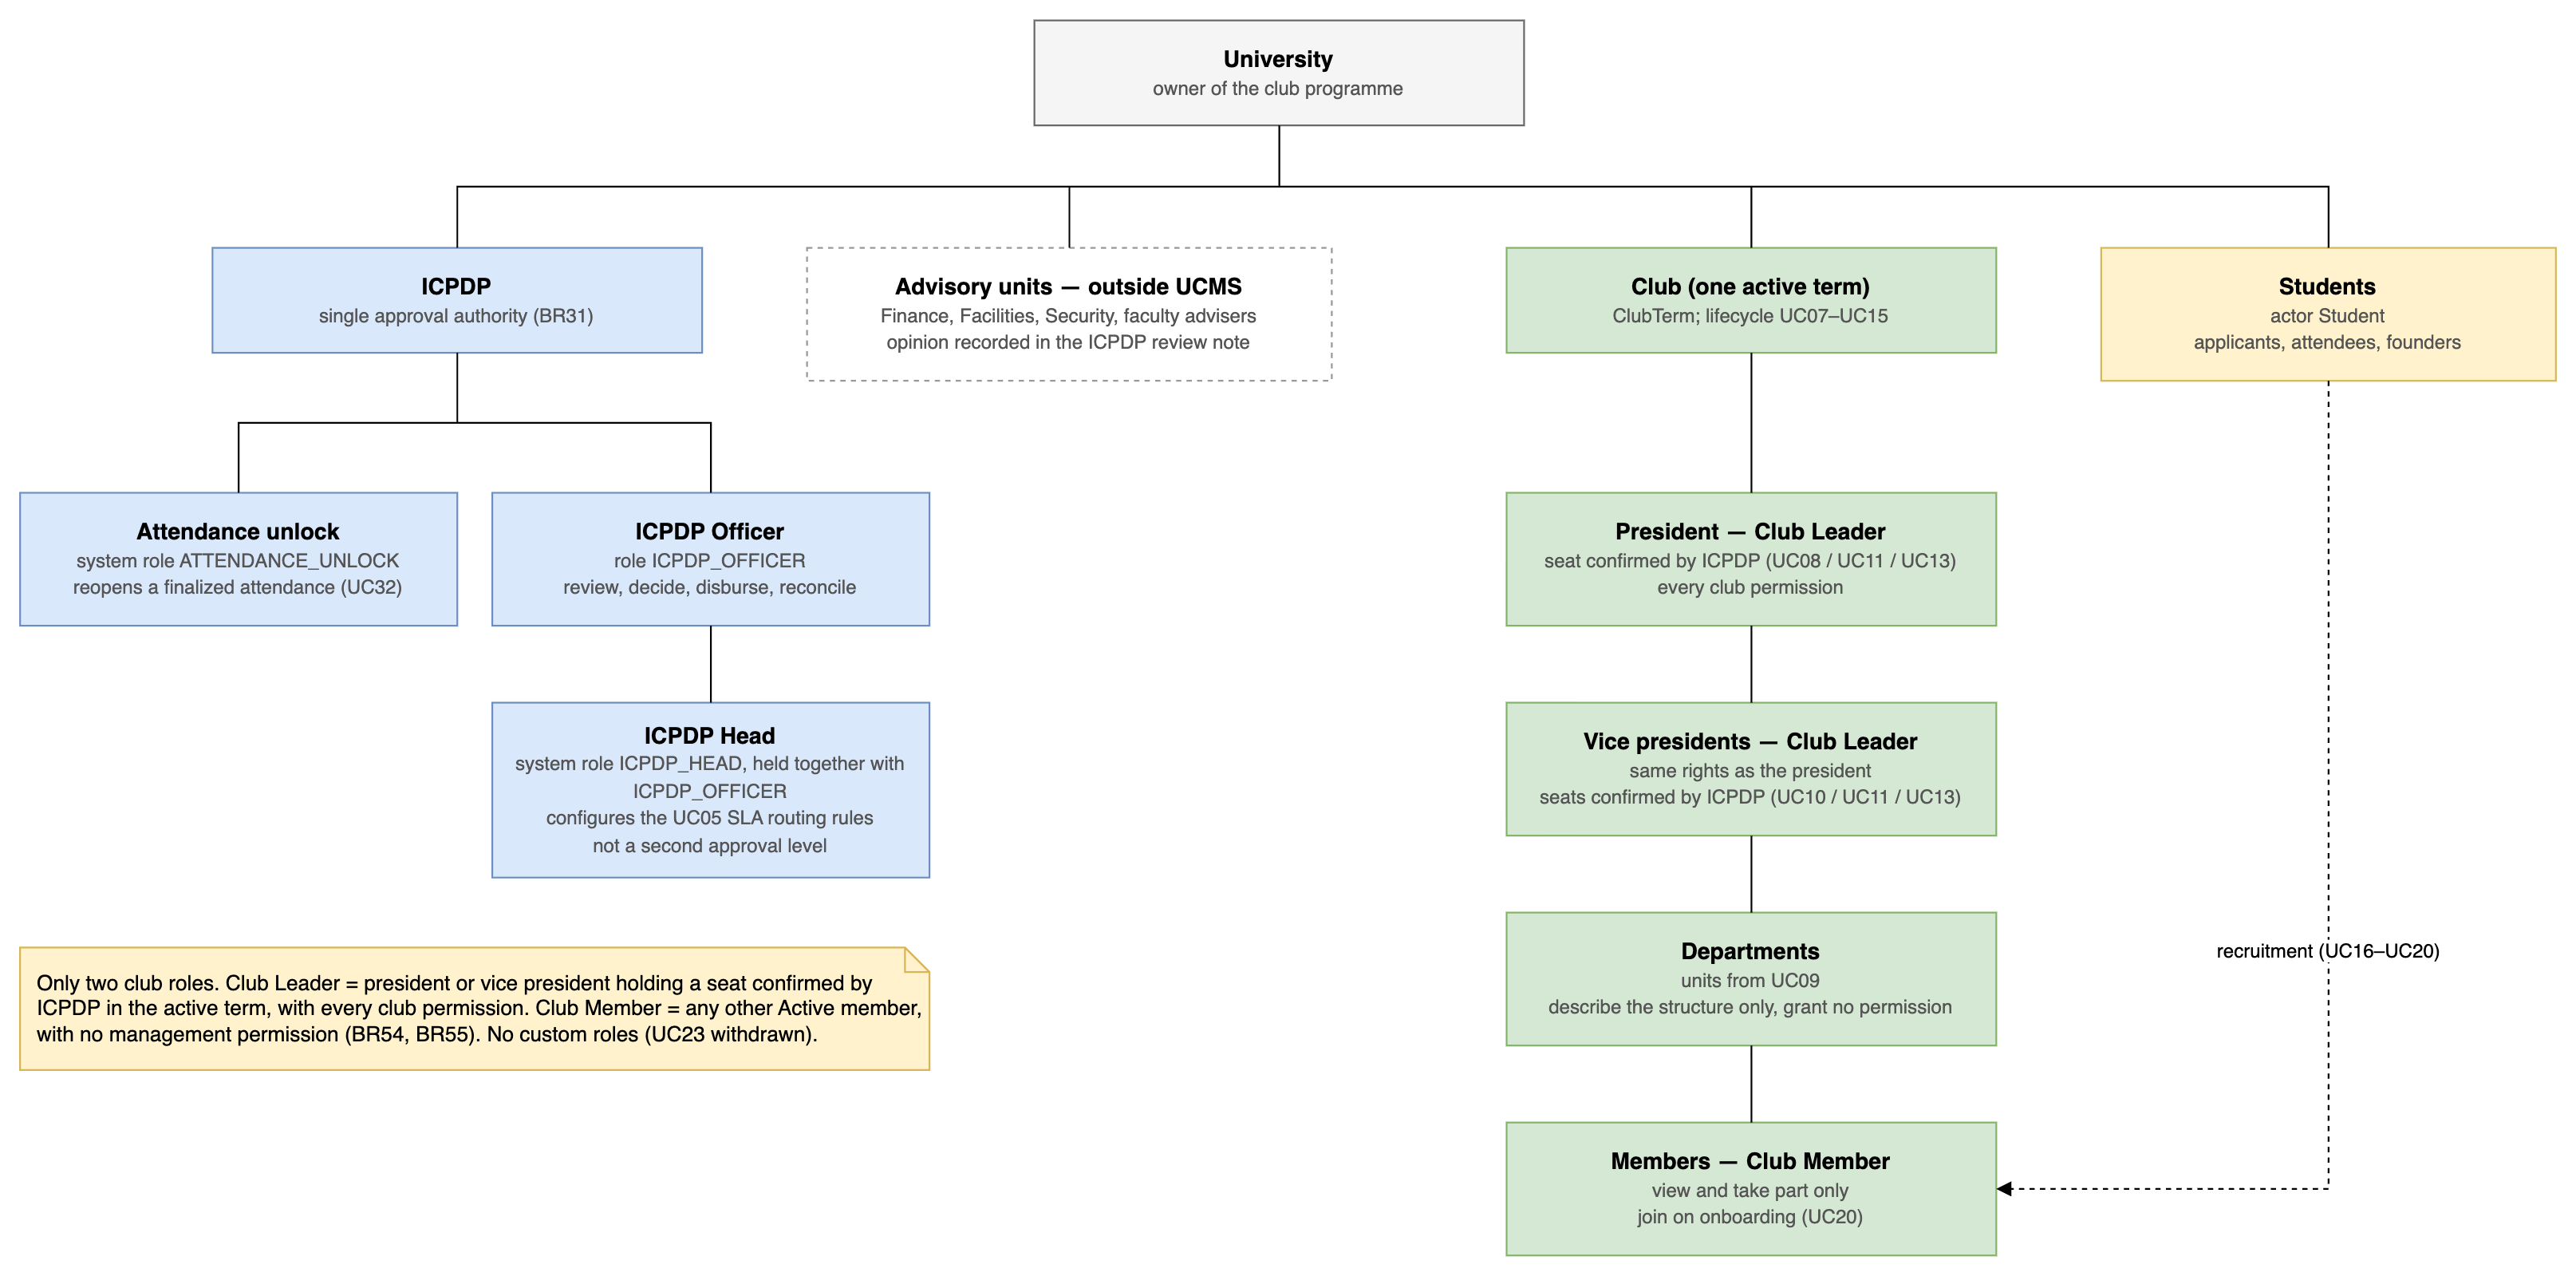 University
owner of the club programme
ICPDP
single approval authority (BR31)
Advisory units — outside UCMS
Finance, Facilities, Security, faculty advisers
opinion recorded in the ICPDP review note
Club (one active term)
ClubTerm; lifecycle UC07–UC15
Students
actor Student
applicants, attendees, founders
Attendance unlock
system role ATTENDANCE_UNLOCK
reopens a finalized attendance (UC32)
ICPDP Officer
role ICPDP_OFFICER
review, decide, disburse, reconcile
President — Club Leader
seat confirmed by ICPDP (UC08 / UC11 / UC13)
every club permission
ICPDP Head
system role ICPDP_HEAD, held together with
ICPDP_OFFICER
configures the UC05 SLA routing rules
not a second approval level
Vice presidents — Club Leader
same rights as the president
seats confirmed by ICPDP (UC10 / UC11 / UC13)
Departments
units from UC09
describe the structure only, grant no permission
recruitment (UC16–UC20)
Only two club roles. Club Leader = president or vice president holding a seat confirmed by
ICPDP in the active term, with every club permission. Club Member = any other Active member,
with no management permission (BR54, BR55). No custom roles (UC23 withdrawn).
Members — Club Member
view and take part only
join on onboarding (UC20)